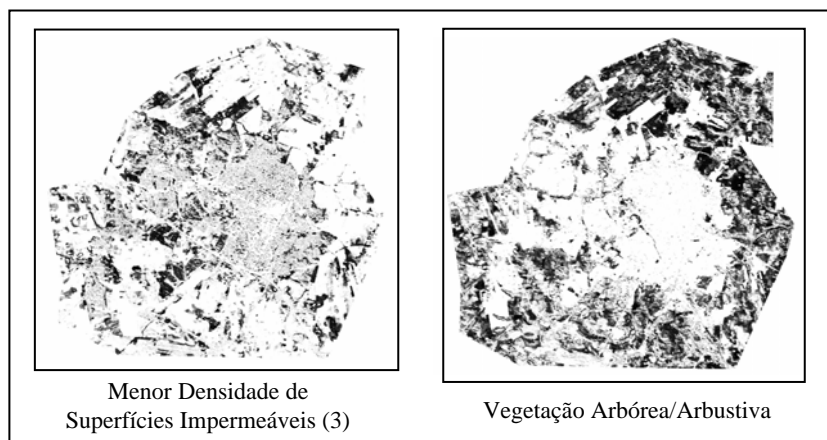 Menor Densidade de
Superfícies Impermeáveis (3)
Vegetação Arbórea/Arbustiva